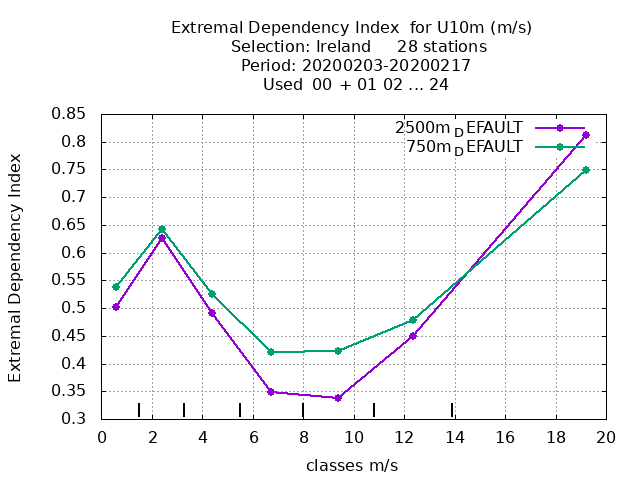 Extremal Dependency Index  for U10m (m/s)
Selection: Ireland     28 stations
Period: 20200203-20200217
Used  00  + 01 02 ... 24
2500m_DEFAULT
750m_DEFAULT
Extremal Dependency Index
0.85
0.8
0.75
0.7
0.65
0.6
0.55
0.5
0.45
0.4
0.35
0.3
0 2 4 6 8 10 12 14 16 18 20
classes m/s